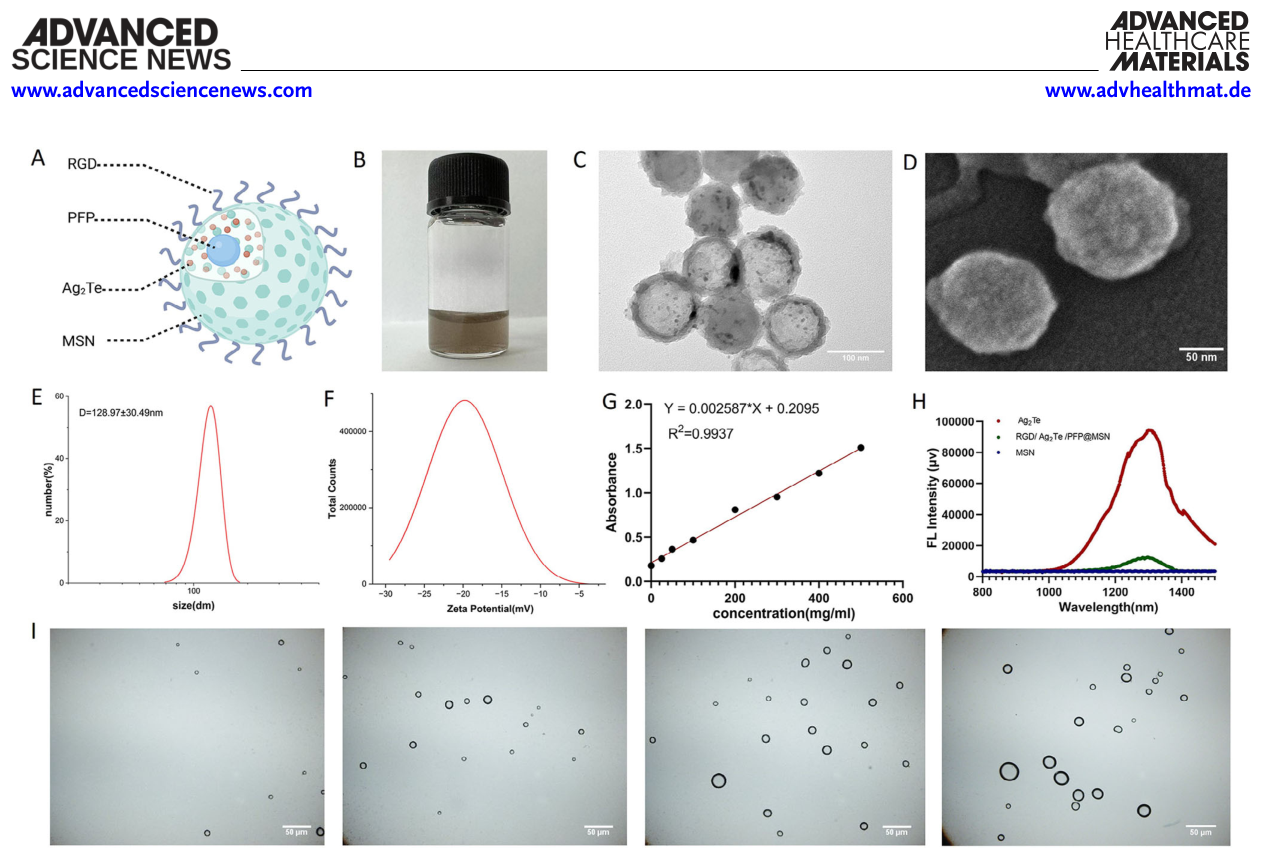 ADVANCED
SCIENCE NEWS
www.advancedsciencenews.com
ADVANCED
HEALTHCARE
MATERIALS
www.advhealthmat.de
A
RGD
PFP
Ag₂Te
MSN
B
C
100 nm
D
50 nm
E
D=128.97±30.49nm
60
40
20
0
number(%)
100
size(dm)
F
400000
200000
0
Total Counts
−30 −25 −20 −15 −10 −5
Zeta Potential(mV)
G
Y = 0.002587*X + 0.2095
R²=0.9937
2.0
1.5
1.0
0.5
0.0
Absorbance
0 200 400 600
concentration(mg/ml)
H
Ag₂Te
RGD/ Ag₂Te /PFP@MSN
MSN
100000
80000
60000
40000
20000
0
FL Intensity (μv)
800 1000 1200 1400
Wavelength(nm)
I
50 μm
50 μm
50 μm
50 μm